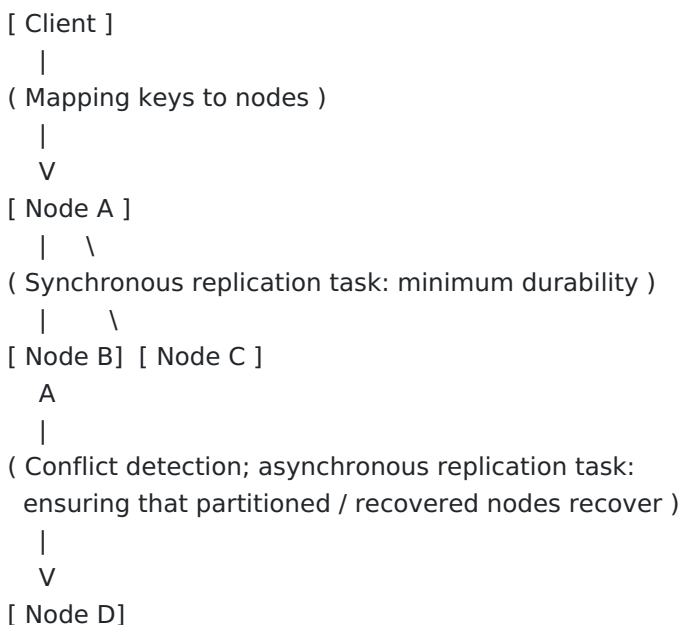 [ Client ]
|
( Mapping keys to nodes )
|
V
[ Node A ]
|    \
( Synchronous replication task: minimum durability )
|        \
[ Node B]  [ Node C ]
A
|
( Conflict detection; asynchronous replication task:
ensuring that partitioned / recovered nodes recover )
|
V
[ Node D]